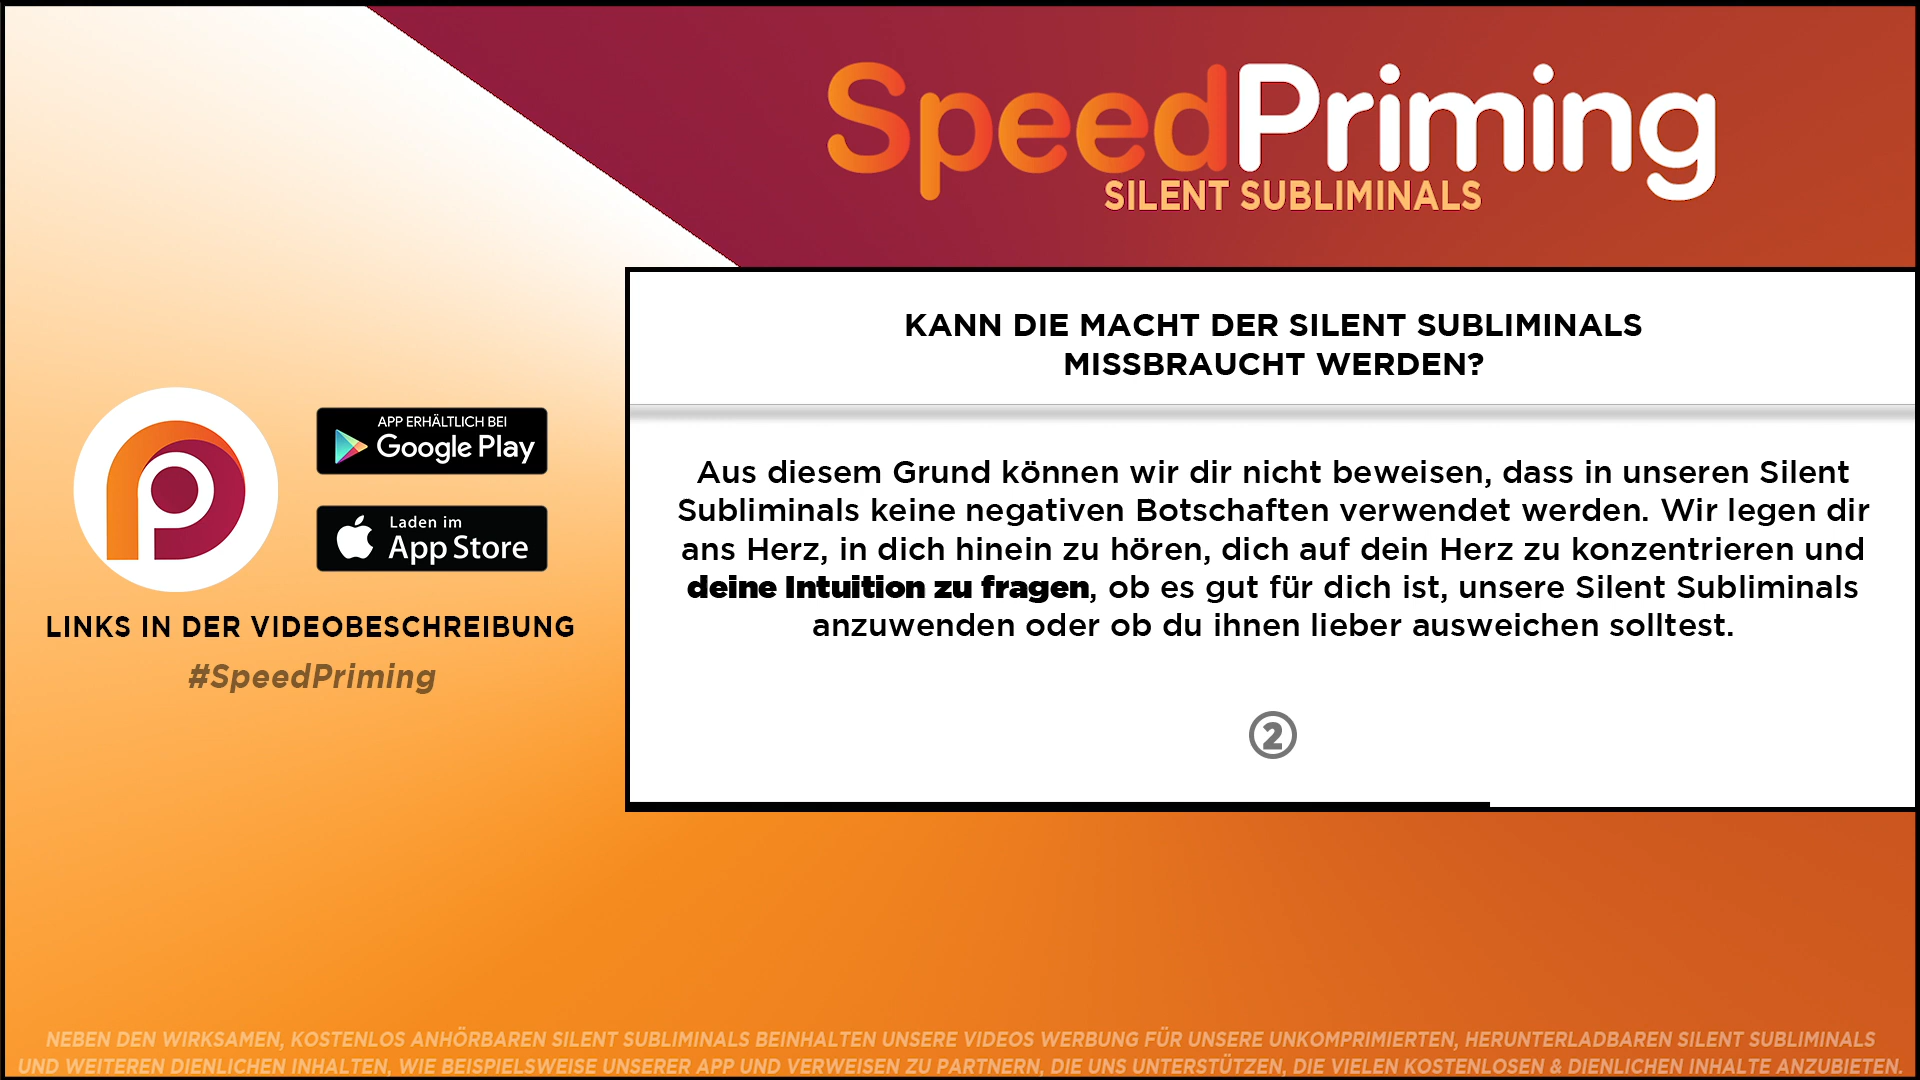 SpeedPriming
SILENT SUBLIMINALS
KANN DIE MACHT DER SILENT SUBLIMINALS
MISSBRAUCHT WERDEN?
APP ERHÄLTLICH BEI
Google Play
Laden im
App Store
LINKS IN DER VIDEOBESCHREIBUNG
#SpeedPriming
Aus diesem Grund können wir dir nicht beweisen, dass in unseren Silent
Subliminals keine negativen Botschaften verwendet werden. Wir legen dir
ans Herz, in dich hinein zu hören, dich auf dein Herz zu konzentrieren und
deine Intuition zu fragen, ob es gut für dich ist, unsere Silent Subliminals
anzuwenden oder ob du ihnen lieber ausweichen solltest.
2
NEBEN DEN WIRKSAMEN, KOSTENLOS ANHÖRBAREN SILENT SUBLIMINALS BEINHALTEN UNSERE VIDEOS WERBUNG FÜR UNSERE UNKOMPRIMIERTEN, HERUNTERLADBAREN SILENT SUBLIMINALS
UND WEITEREN DIENLICHEN INHALTEN, WIE BEISPIELSWEISE UNSERER APP UND VERWEISEN ZU PARTNERN, DIE UNS UNTERSTÜTZEN, DIE VIELEN KOSTENLOSEN & DIENLICHEN INHALTE ANZUBIETEN.